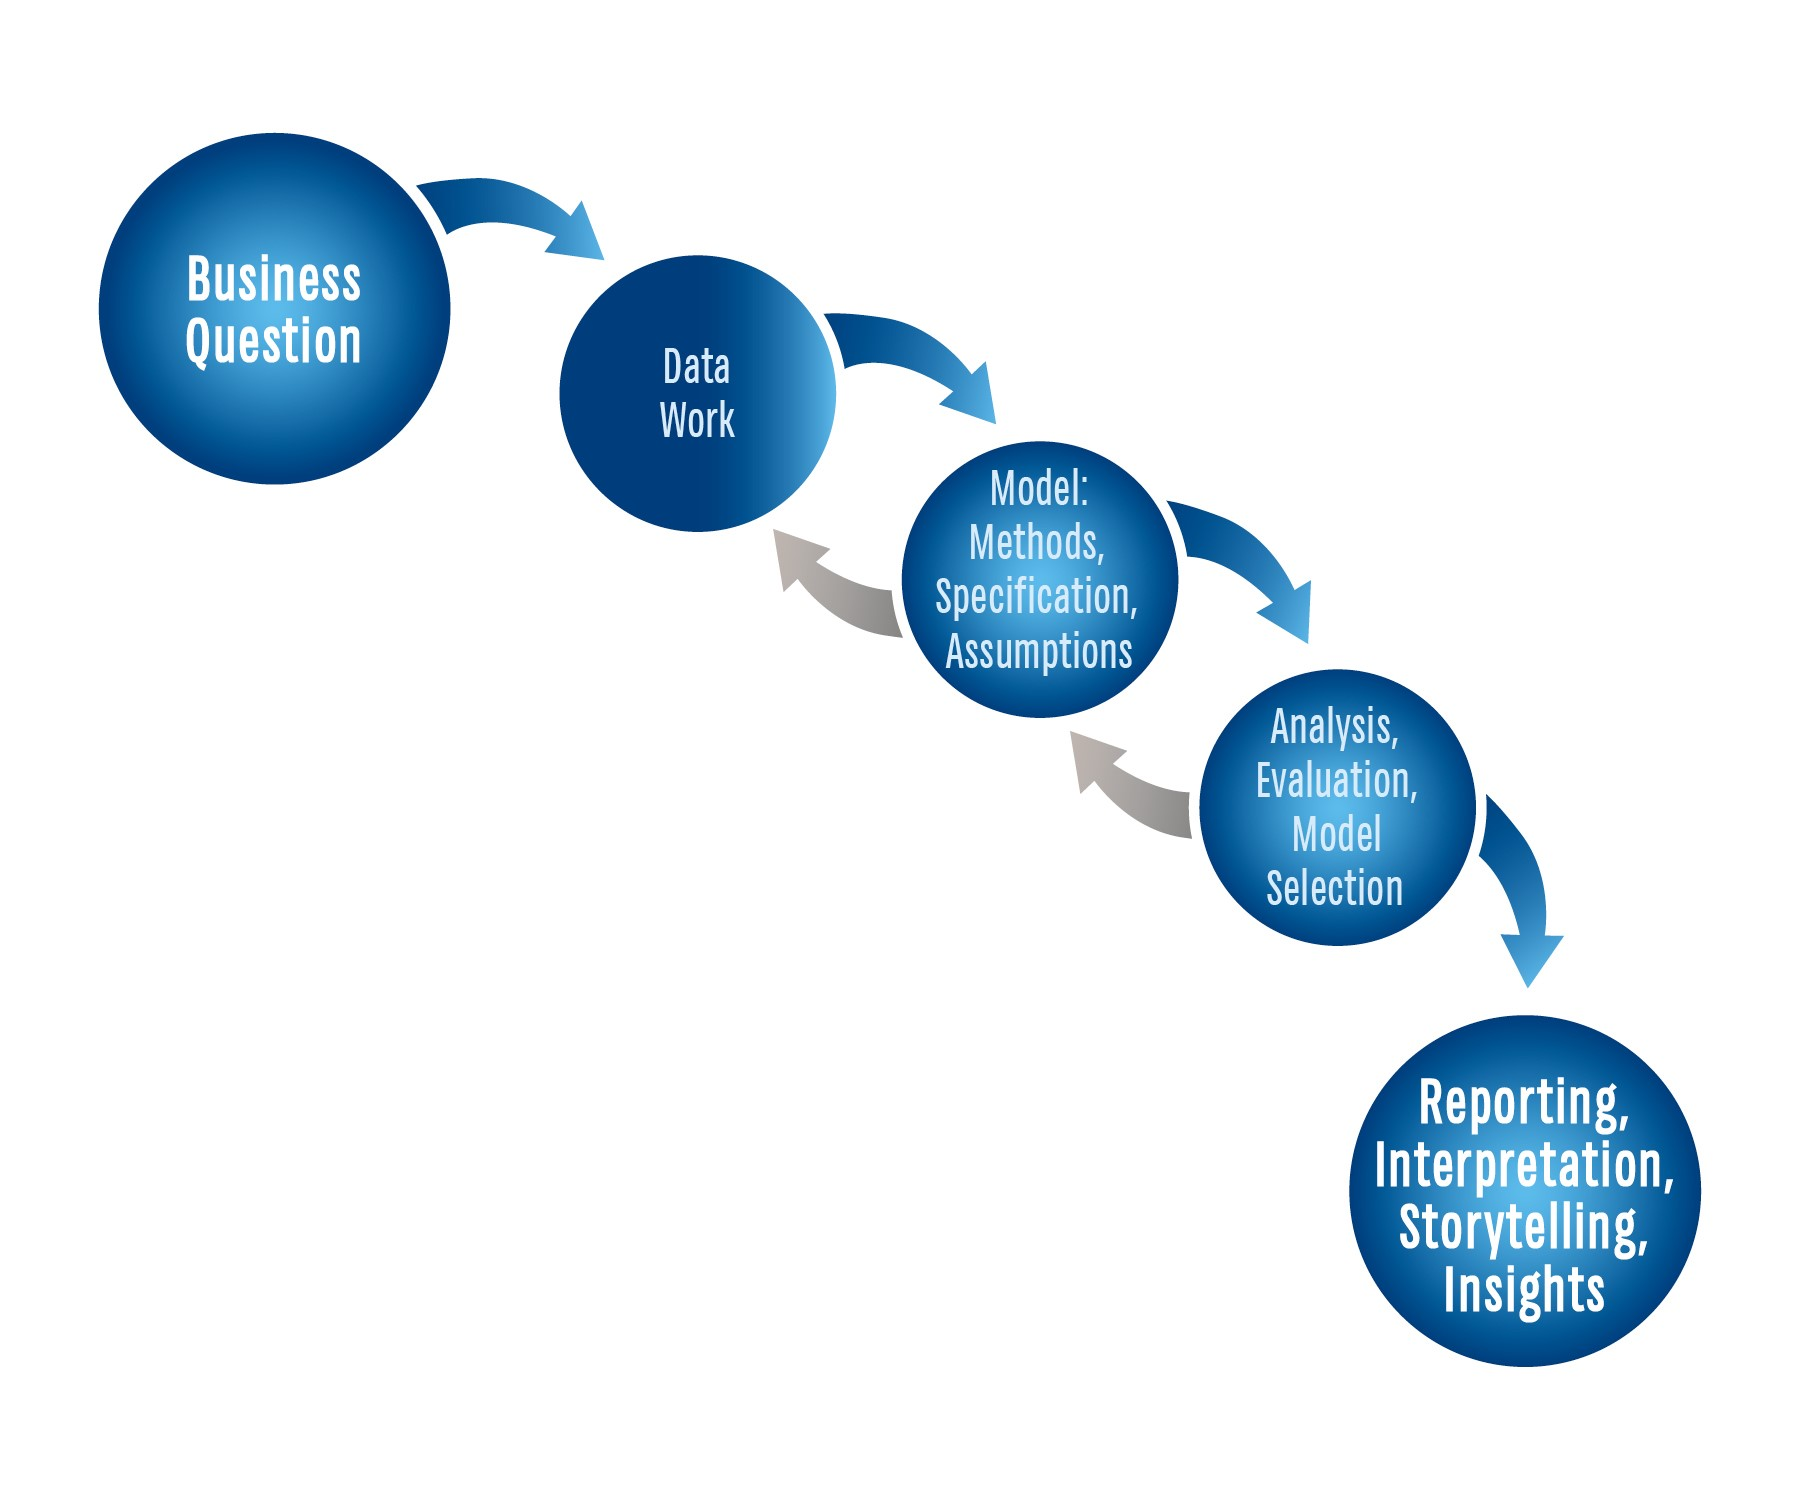 Business
Question
Data
Work
Model:
Methods,
Specification,
Assumptions
Analysis,
Evaluation,
Model
Selection
Reporting,
Interpretation,
Storytelling,
Insights